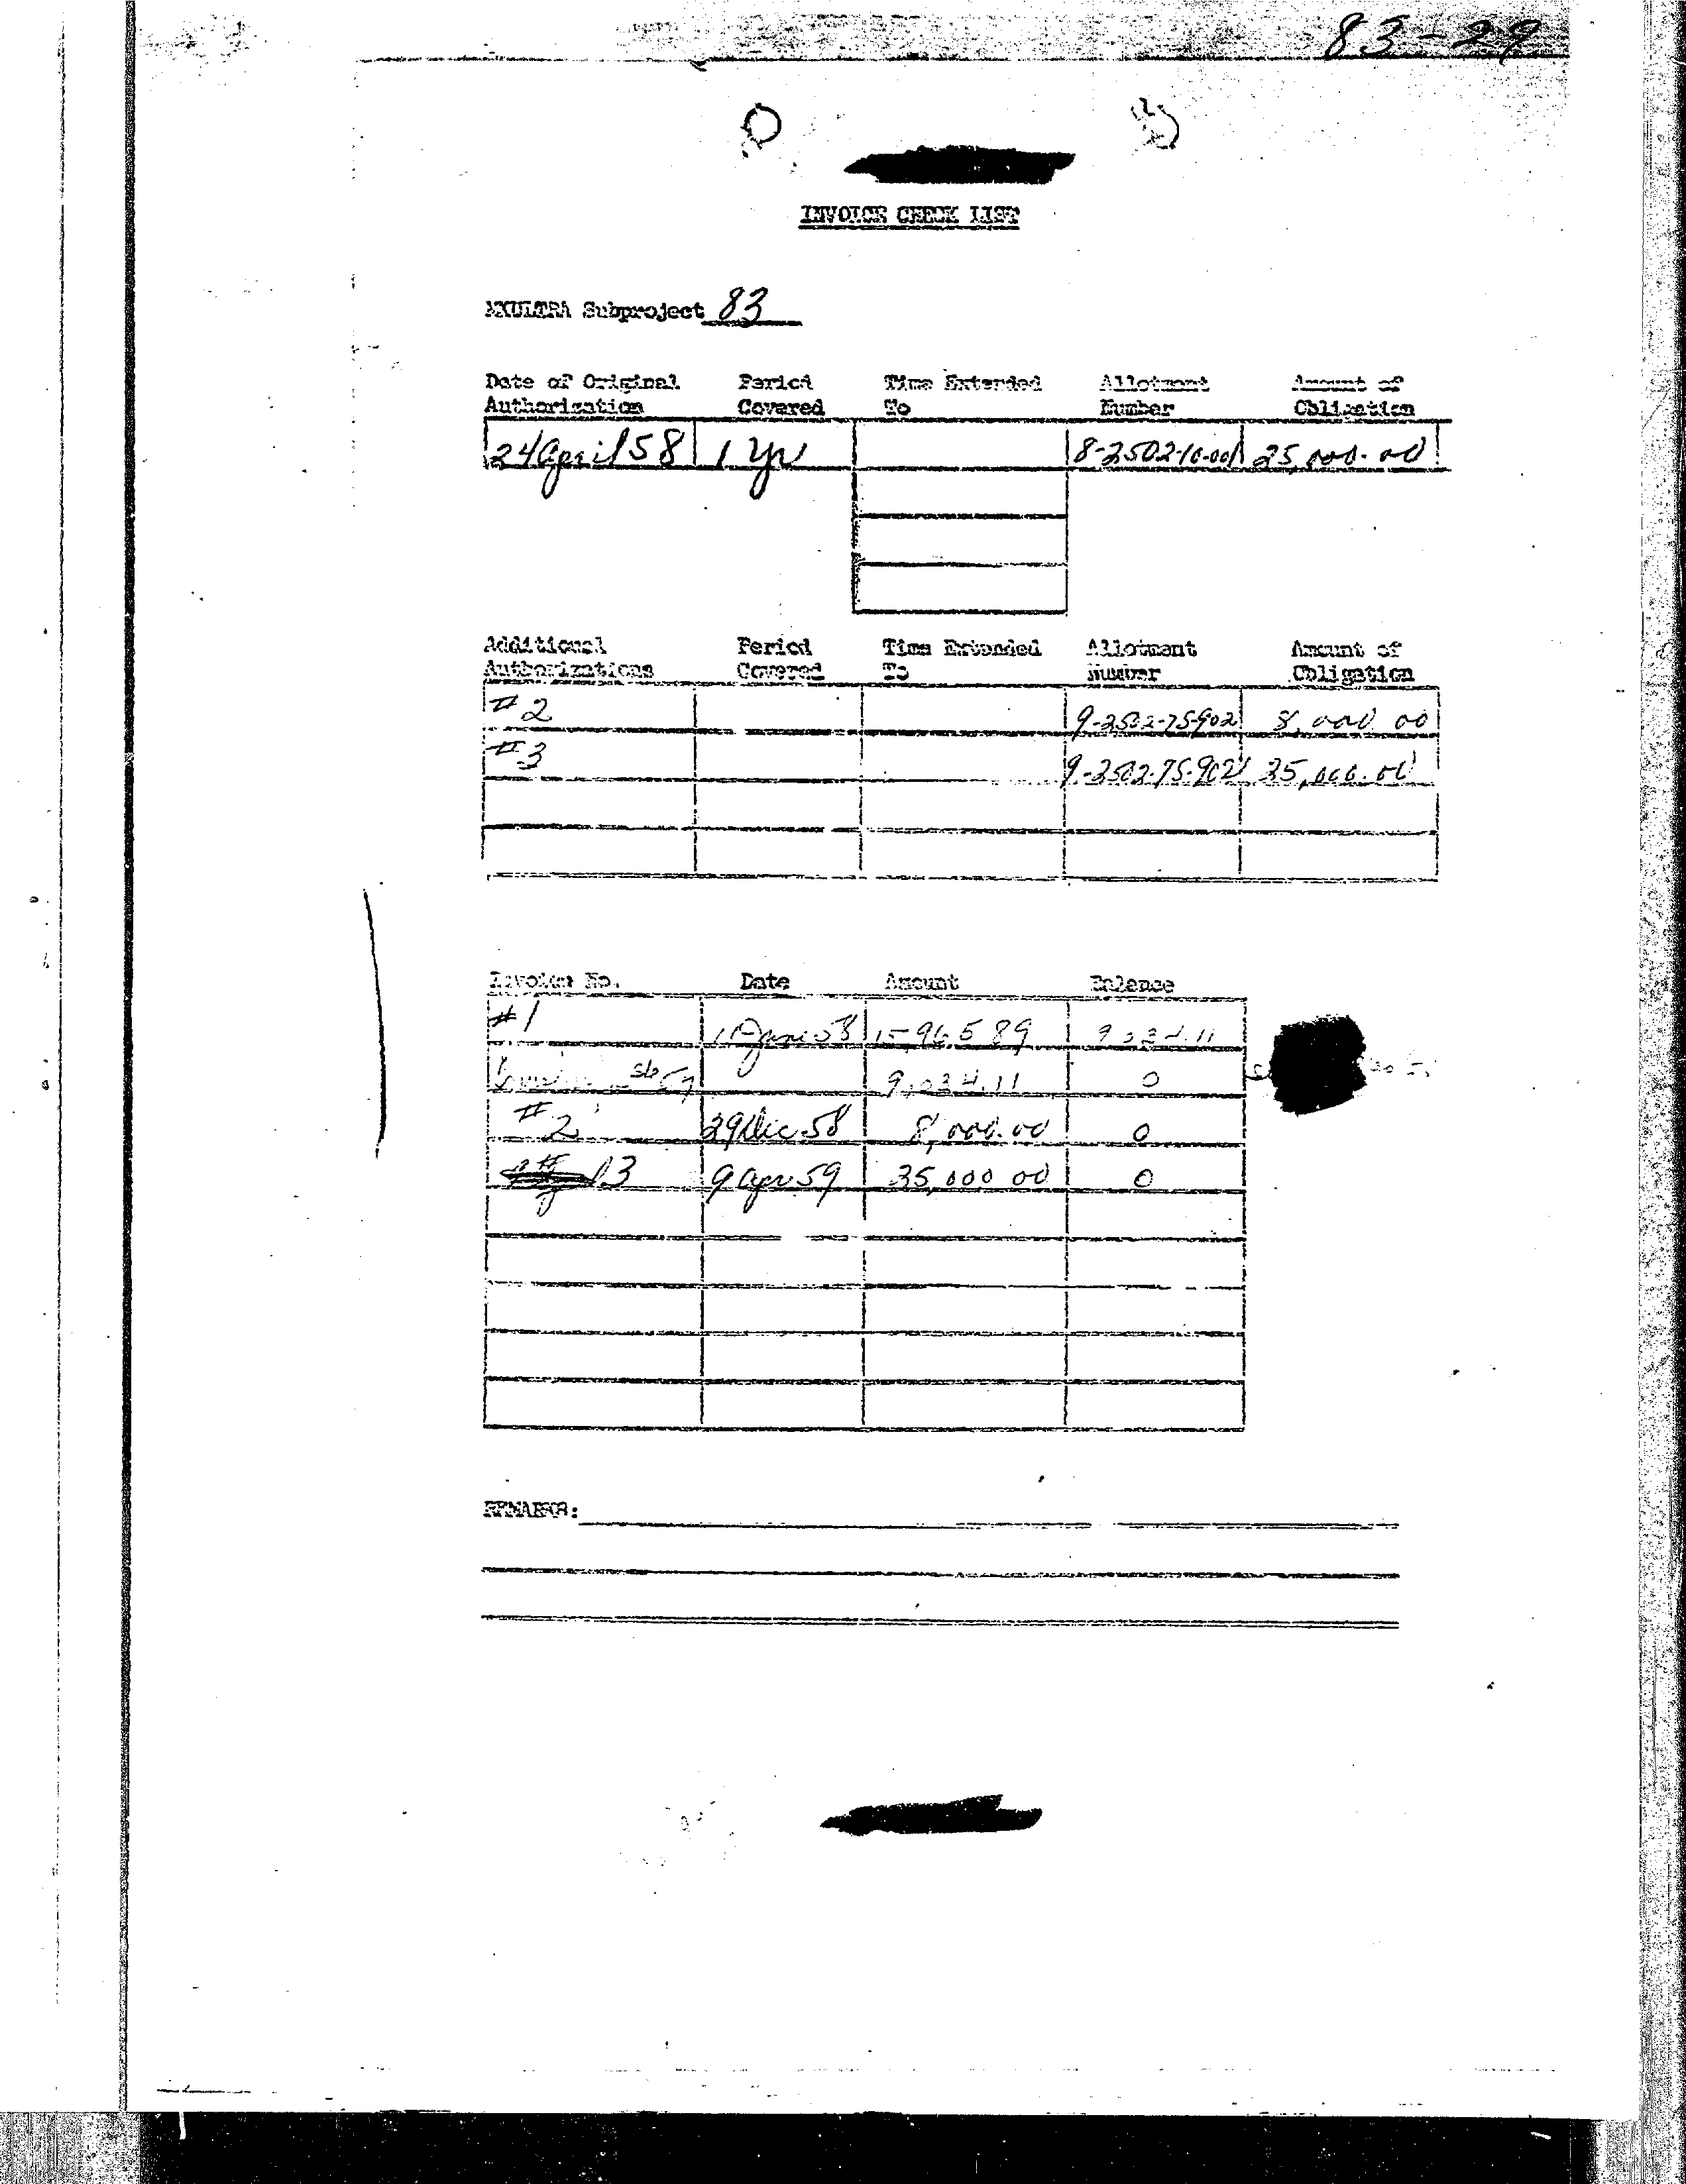 83-29
INVOICE CHECK LIST
MKULTRA Subproject 83
Date of Original Authorization Period Covered Time Extended To Allotment Number Amount of Obligation
24 April 58 1 yr 8-2502-10-001 25,000.00
Additional Authorizations Period Covered Time Extended To Allotment Number Amount of Obligation
#2 9-2502-75-902 8,000 00
#3 9-2502-75-902 35,000.00
Invoice No. Date Amount Balance
#1 June 58 15,965 89 9,034.11
9,034.11 0
#2 29 Dec 58 8,000.00 0
#3 9 Apr 59 35,000 00 0
REMARKS: